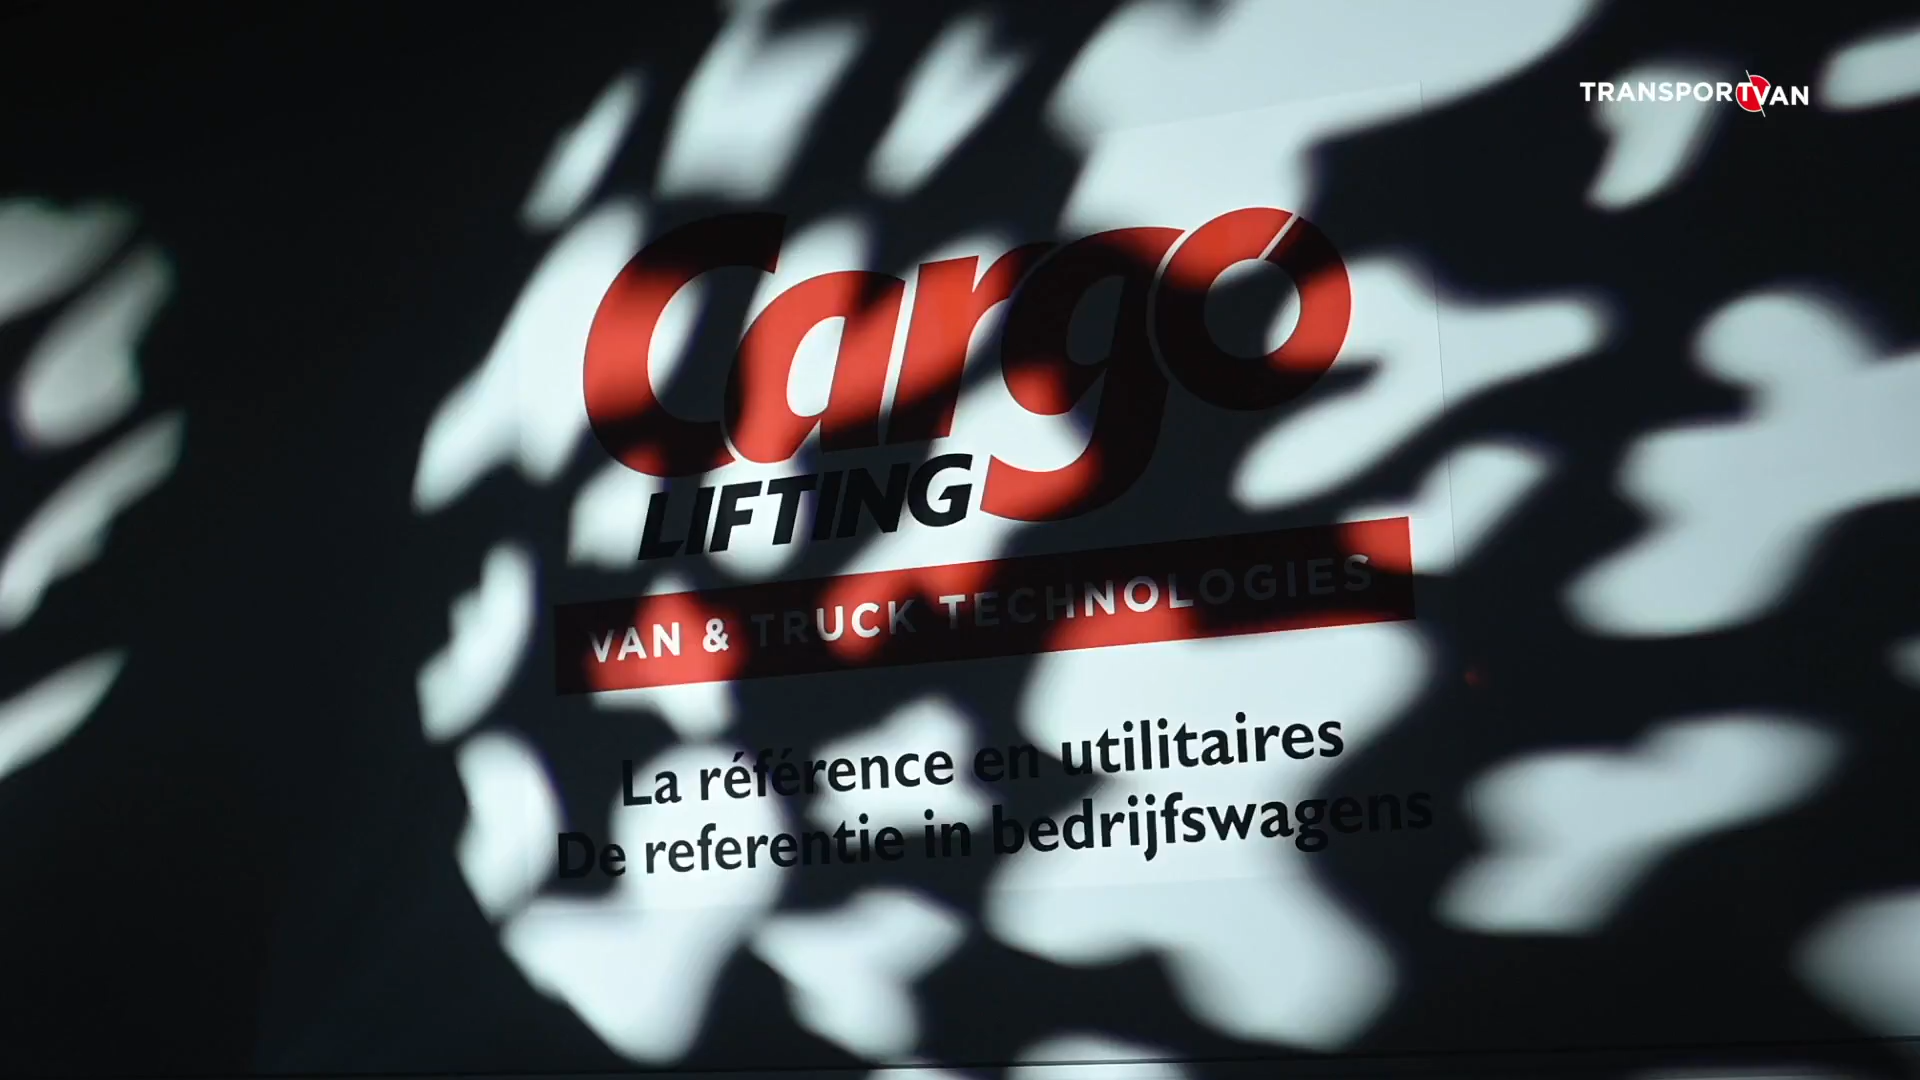 TRANSPORTVAN
Cargo
LIFTING
VAN & TRUCK TECHNOLOGIES
La référence en utilitaires
De referentie in bedrijfswagens